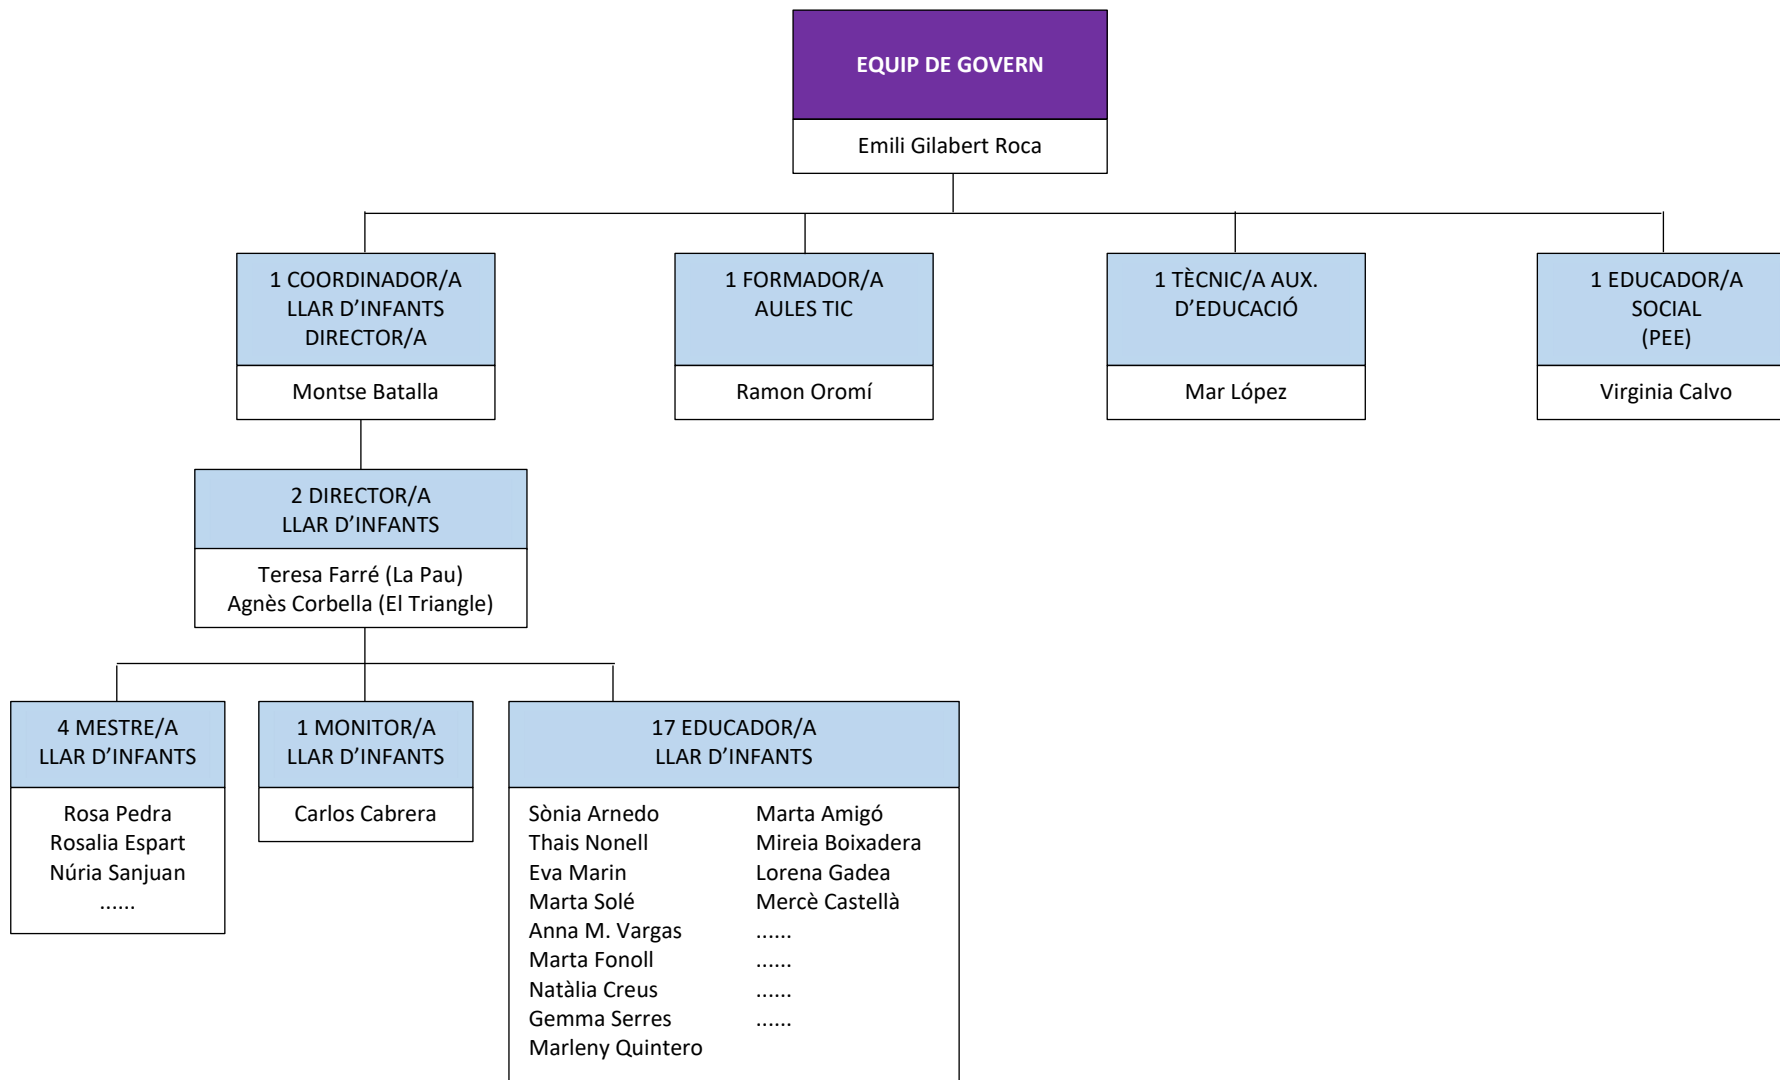 EQUIP DE GOVERN
Emili Gilabert Roca
1 COORDINADOR/A
LLAR D’INFANTS
DIRECTOR/A
Montse Batalla
1 FORMADOR/A
AULES TIC
Ramon Oromí
1 TÈCNIC/A AUX.
D’EDUCACIÓ
Mar López
1 EDUCADOR/A
SOCIAL
(PEE)
Virginia Calvo
2 DIRECTOR/A
LLAR D’INFANTS
Teresa Farré (La Pau)
Agnès Corbella (El Triangle)
4 MESTRE/A
LLAR D’INFANTS
Rosa Pedra
Rosalia Espart
Núria Sanjuan
......
1 MONITOR/A
LLAR D’INFANTS
Carlos Cabrera
17 EDUCADOR/A
LLAR D’INFANTS
Sònia Arnedo
Thais Nonell
Eva Marin
Marta Solé
Anna M. Vargas
Marta Fonoll
Natàlia Creus
Gemma Serres
Marleny Quintero
Marta Amigó
Mireia Boixadera
Lorena Gadea
Mercè Castellà
......
......
......
......